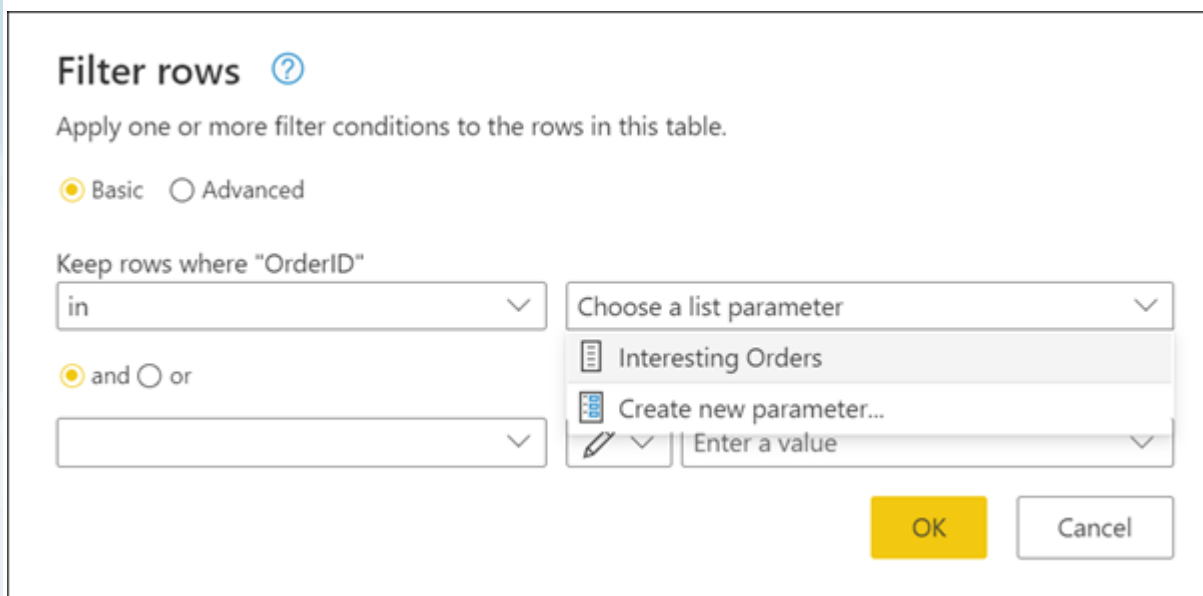 Filter rows ?
Apply one or more filter conditions to the rows in this table.
Basic Advanced
Keep rows where "OrderID"
in Choose a list parameter
Interesting Orders
and or
Create new parameter...
Enter a value
OK Cancel